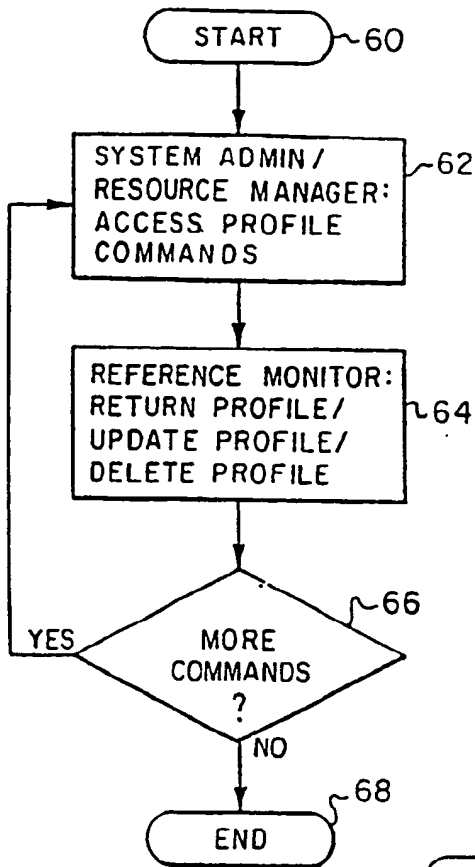 START
60
SYSTEM ADMIN/
RESOURCE MANAGER:
ACCESS PROFILE
COMMANDS
62
REFERENCE MONITOR:
RETURN PROFILE/
UPDATE PROFILE/
DELETE PROFILE
64
66
YES
MORE
COMMANDS
?
NO
68
END